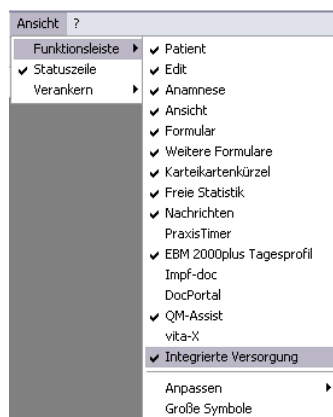 Ansicht ?
Funktionsleiste
Statuszeile
Verankern
Patient
Edit
Anamnese
Ansicht
Formular
Weitere Formulare
Karteikartenkürzel
Freie Statistik
Nachrichten
PraxisTimer
EBM 2000plus Tagesprofil
Impf-doc
DocPortal
QM-Assist
vita-X
Integrierte Versorgung
Anpassen
Große Symbole